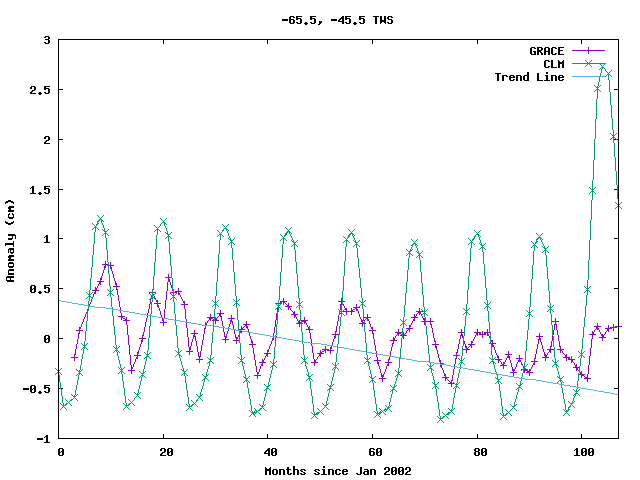 -65.5, -45.5 TWS
GRACE
CLM
Trend Line
3
2.5
2
1.5
1
0.5
0
-0.5
-1
Anomaly (cm)
0 20 40 60 80 100
Months since Jan 2002